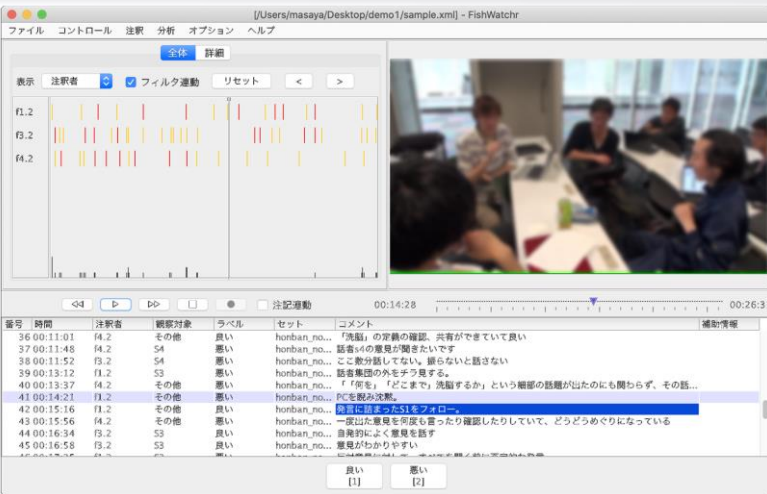 [/Users/masaya/Desktop/demo1/sample.xml] - FishWatchr
ファイル コントロール 注釈 分析 オプション ヘルプ
全体 詳細
表示 注釈者 フィルタ連動 リセット < >
f1.2
f3.2
f4.2
注記連動 00:14:28 00:26:3
番号 時間 注釈者 観察対象 ラベル セット コメント 補助情報
36 00:11:01 f4.2 その他 良い honban_no... 「洗脳」の定義の確認、共有ができていて良い
37 00:11:48 f4.2 S4 悪い honban_no... 話者s4の意見が聞きたいです
38 00:11:52 f3.2 S4 悪い honban_no... ここ数分話してない。振らないと話さない
39 00:13:12 f1.2 S3 悪い honban_no... 話者集団の外をチラ見する。
40 00:13:37 f4.2 その他 悪い honban_no... 「「何を」「どこまで」洗脳するか」という細部の話題が出たのにも関わらず、その話...
41 00:14:21 f1.2 その他 悪い honban_no... PCを睨み沈黙。
42 00:15:16 f1.2 その他 良い honban_no... 発言に詰まったS1をフォロー。
43 00:15:56 f4.2 その他 悪い honban_no... 一度出た意見を何度も言ったり確認したりしていて、どうどうめぐりになっている
44 00:16:34 f3.2 S3 良い honban_no... 自発的によく意見を話す
45 00:16:58 f3.2 S3 良い honban_no... 意見がわかりやすい
良い 悪い
[1] [2]